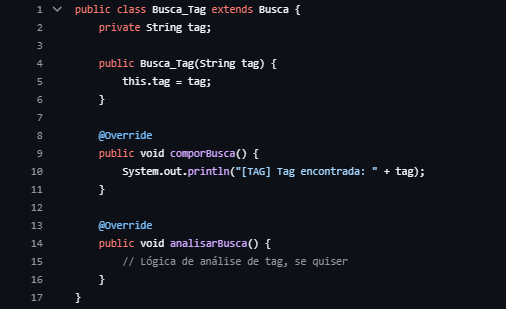 1 public class Busca_Tag extends Busca {
2     private String tag;
3
4     public Busca_Tag(String tag) {
5         this.tag = tag;
6     }
7
8     @Override
9     public void comporBusca() {
10         System.out.println("[TAG] Tag encontrada: " + tag);
11     }
12
13     @Override
14     public void analisarBusca() {
15         // Lógica de análise de tag, se quiser
16     }
17 }